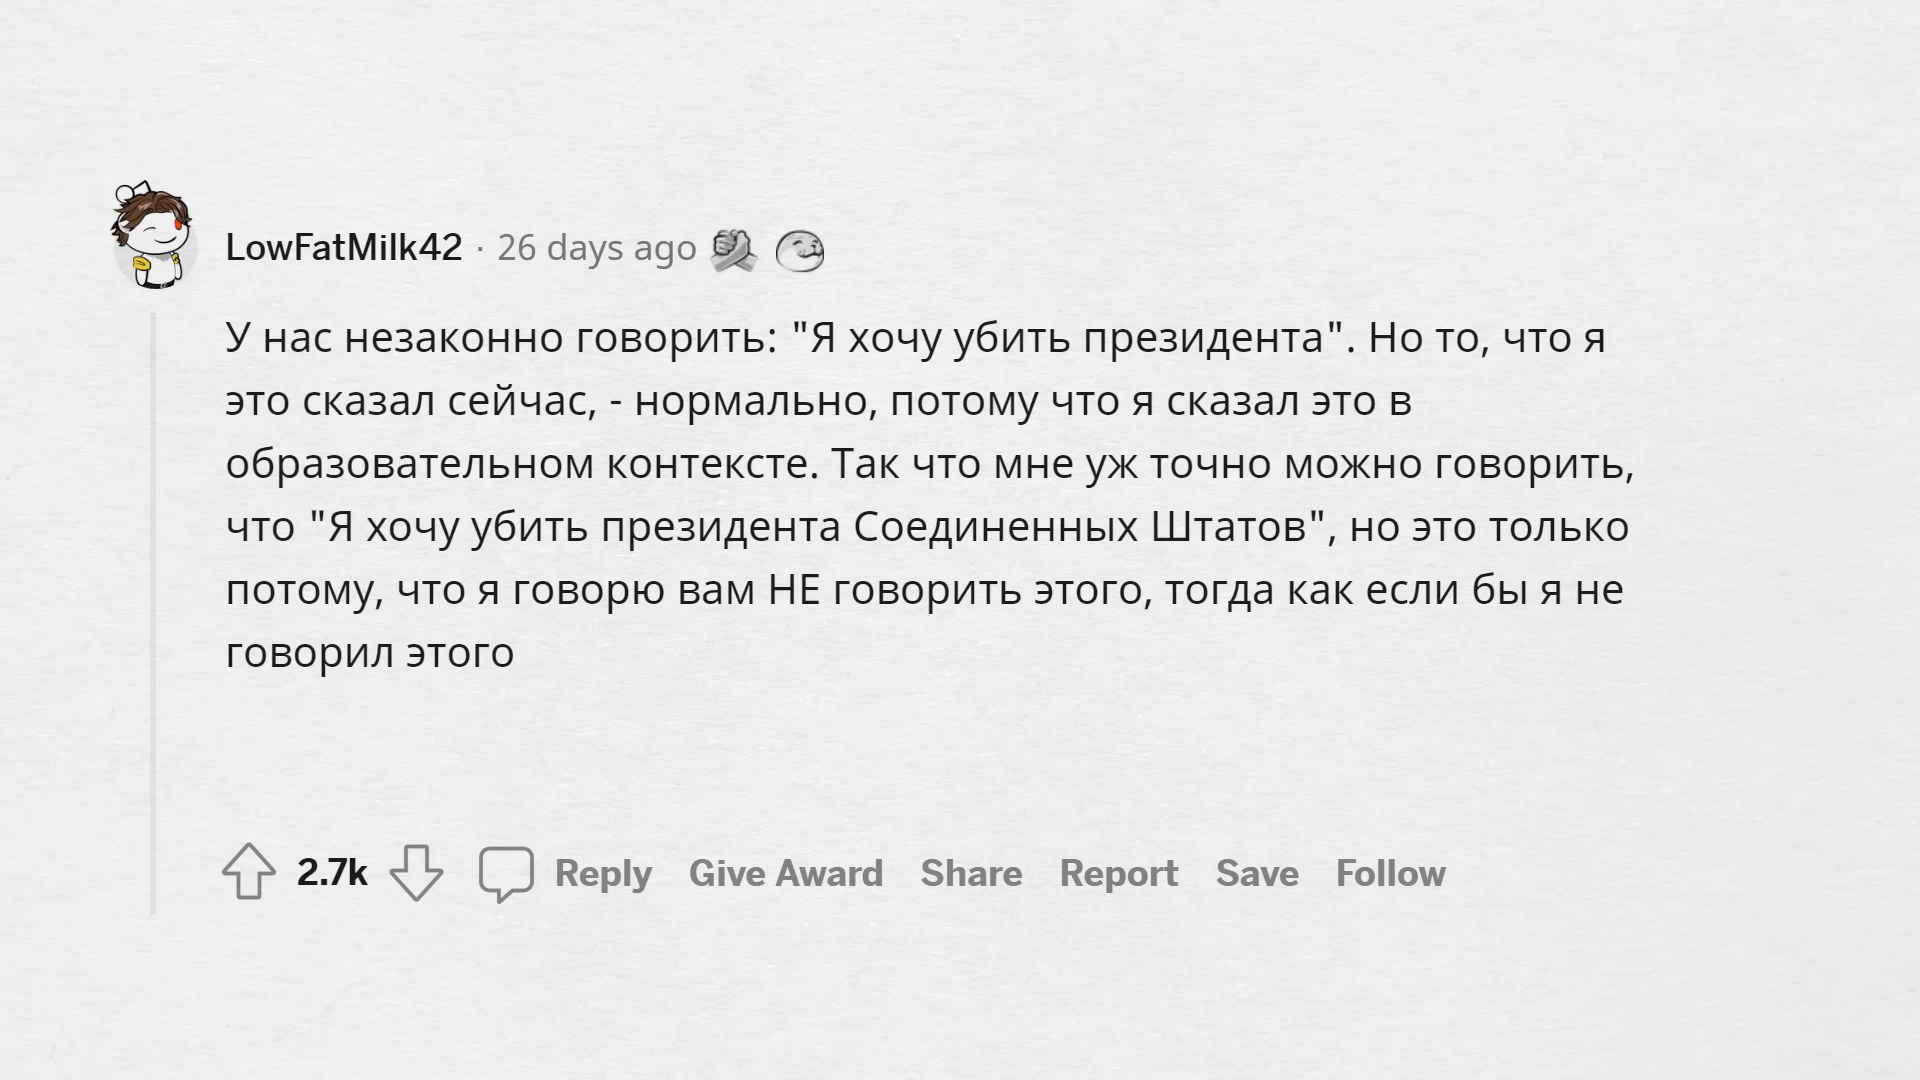 LowFatMilk42 · 26 days ago
У нас незаконно говорить: "Я хочу убить президента". Но то, что я
это сказал сейчас, - нормально, потому что я сказал это в
образовательном контексте. Так что мне уж точно можно говорить,
что "Я хочу убить президента Соединенных Штатов", но это только
потому, что я говорю вам НЕ говорить этого, тогда как если бы я не
говорил этого
2.7k Reply Give Award Share Report Save Follow